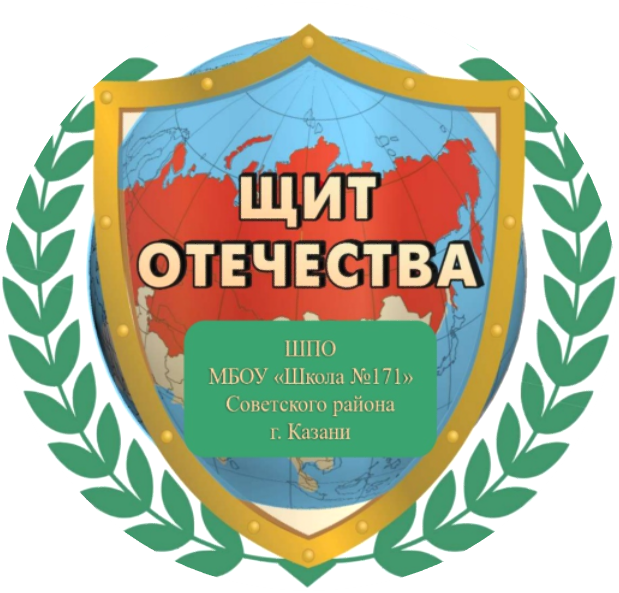 ЩИТ
ОТЕЧЕСТВА
ШПО
МБОУ «Школа №171»
Советского района
г. Казани